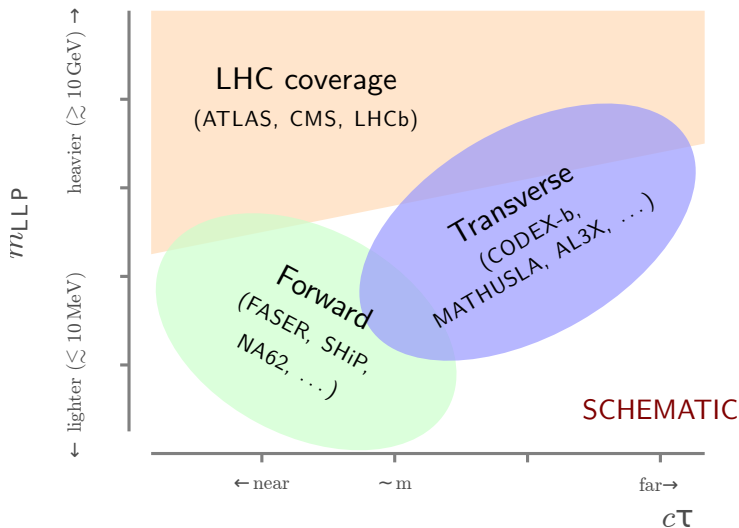 heavier (≳ 10 GeV) →
← lighter (≲ 10 MeV)
mLLP
LHC coverage
(ATLAS, CMS, LHCb)
Transverse
(CODEX-b,
MATHUSLA, AL3X, ...)
Forward
(FASER, SHiP,
NA62, ...)
SCHEMATIC
← near
∼ m
far→
cτ